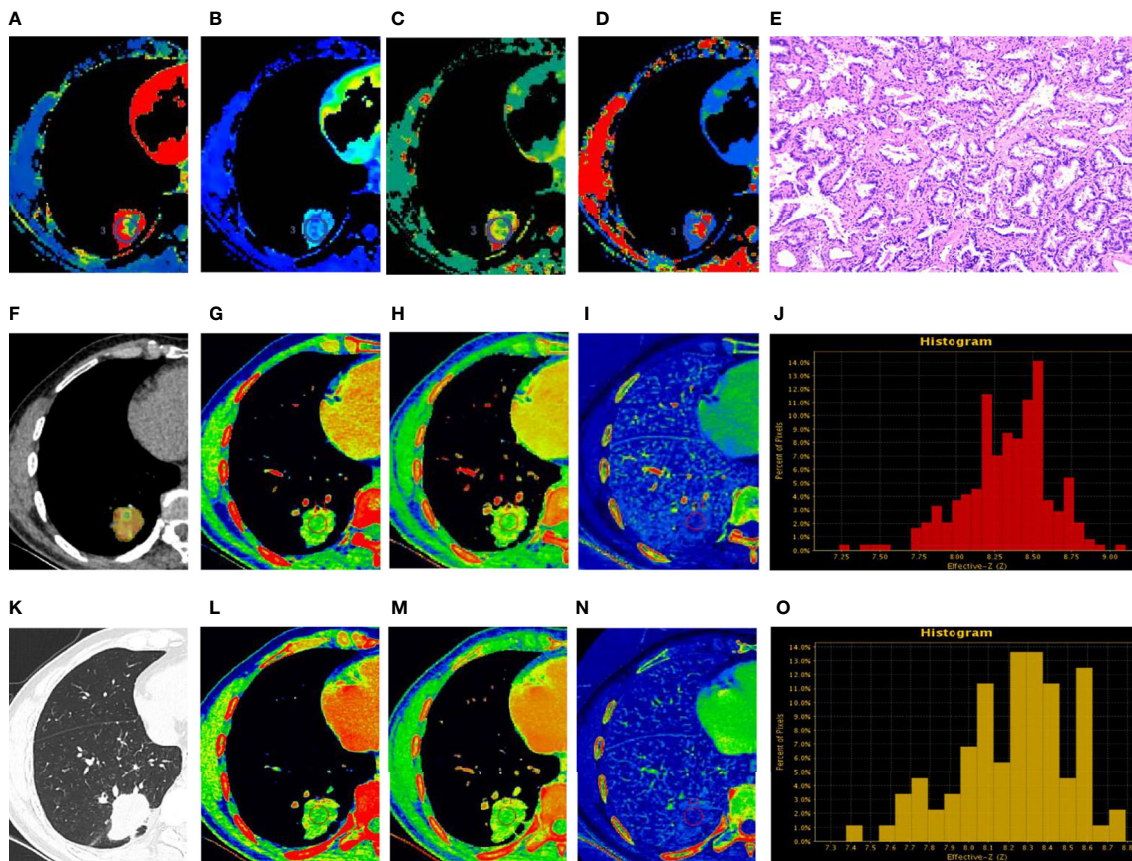 A B C D E
3 3 3 3
F G H I J
Histogram
Percent of Pixels
14.0%
13.0%
12.0%
11.0%
10.0%
9.0%
8.0%
7.0%
6.0%
5.0%
4.0%
3.0%
2.0%
1.0%
0.0%
7.25 7.50 7.75 8.00 8.25 8.50 8.75 9.00
Effective-Z (Z)
K L M N O
Histogram
Percent of Pixels
14.0%
13.0%
12.0%
11.0%
10.0%
9.0%
8.0%
7.0%
6.0%
5.0%
4.0%
3.0%
2.0%
1.0%
0.0%
7.3 7.4 7.5 7.6 7.7 7.8 7.9 8.0 8.1 8.2 8.3 8.4 8.5 8.6 8.7 8.8
Effective-Z (Z)